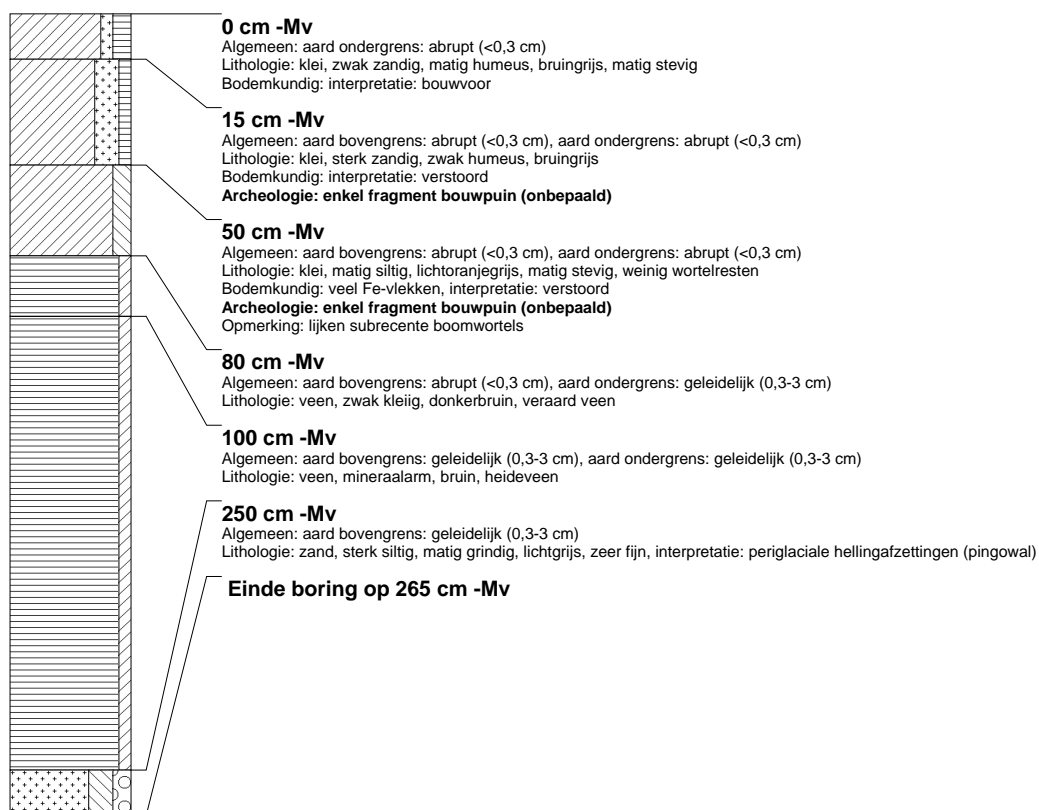 0 cm -Mv
Algemeen: aard ondergrens: abrupt (<0,3 cm)
Lithologie: klei, zwak zandig, matig humeus, bruingrijs, matig stevig
Bodemkundig: interpretatie: bouwvoor
15 cm -Mv
Algemeen: aard bovengrens: abrupt (<0,3 cm), aard ondergrens: abrupt (<0,3 cm)
Lithologie: klei, sterk zandig, zwak humeus, bruingrijs
Bodemkundig: interpretatie: verstoord
Archeologie: enkel fragment bouwpuin (onbepaald)
50 cm -Mv
Algemeen: aard bovengrens: abrupt (<0,3 cm), aard ondergrens: abrupt (<0,3 cm)
Lithologie: klei, matig siltig, lichtoranjegrijs, matig stevig, weinig wortelresten
Bodemkundig: veel Fe-vlekken, interpretatie: verstoord
Archeologie: enkel fragment bouwpuin (onbepaald)
Opmerking: lijken subrecente boomwortels
80 cm -Mv
Algemeen: aard bovengrens: abrupt (<0,3 cm), aard ondergrens: geleidelijk (0,3-3 cm)
Lithologie: veen, zwak kleiig, donkerbruin, veraard veen
100 cm -Mv
Algemeen: aard bovengrens: geleidelijk (0,3-3 cm), aard ondergrens: geleidelijk (0,3-3 cm)
Lithologie: veen, mineraalarm, bruin, heideveen
250 cm -Mv
Algemeen: aard bovengrens: geleidelijk (0,3-3 cm)
Lithologie: zand, sterk siltig, matig grindig, lichtgrijs, zeer fijn, interpretatie: periglaciale hellingafzettingen (pingowal)
Einde boring op 265 cm -Mv